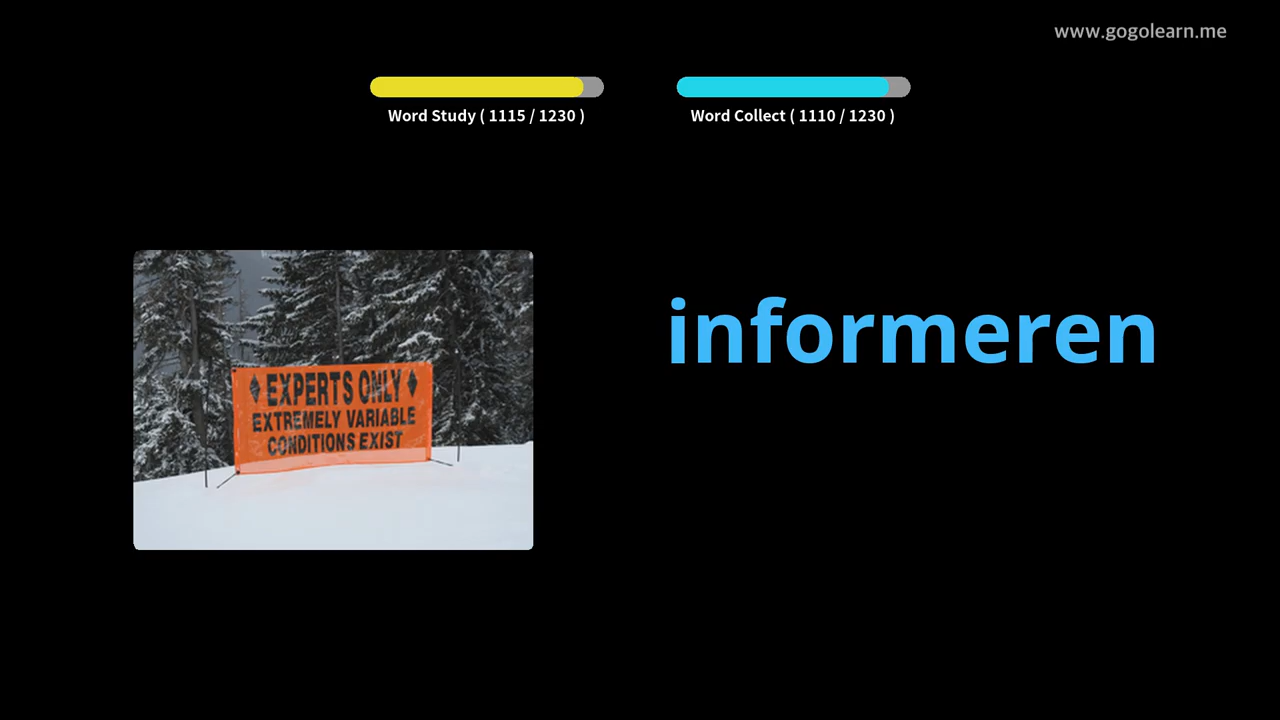 www.gogolearn.me
Word Study ( 1115 / 1230 )
Word Collect ( 1110 / 1230 )
informeren
EXPERTS ONLY
EXTREMELY VARIABLE
CONDITIONS EXIST